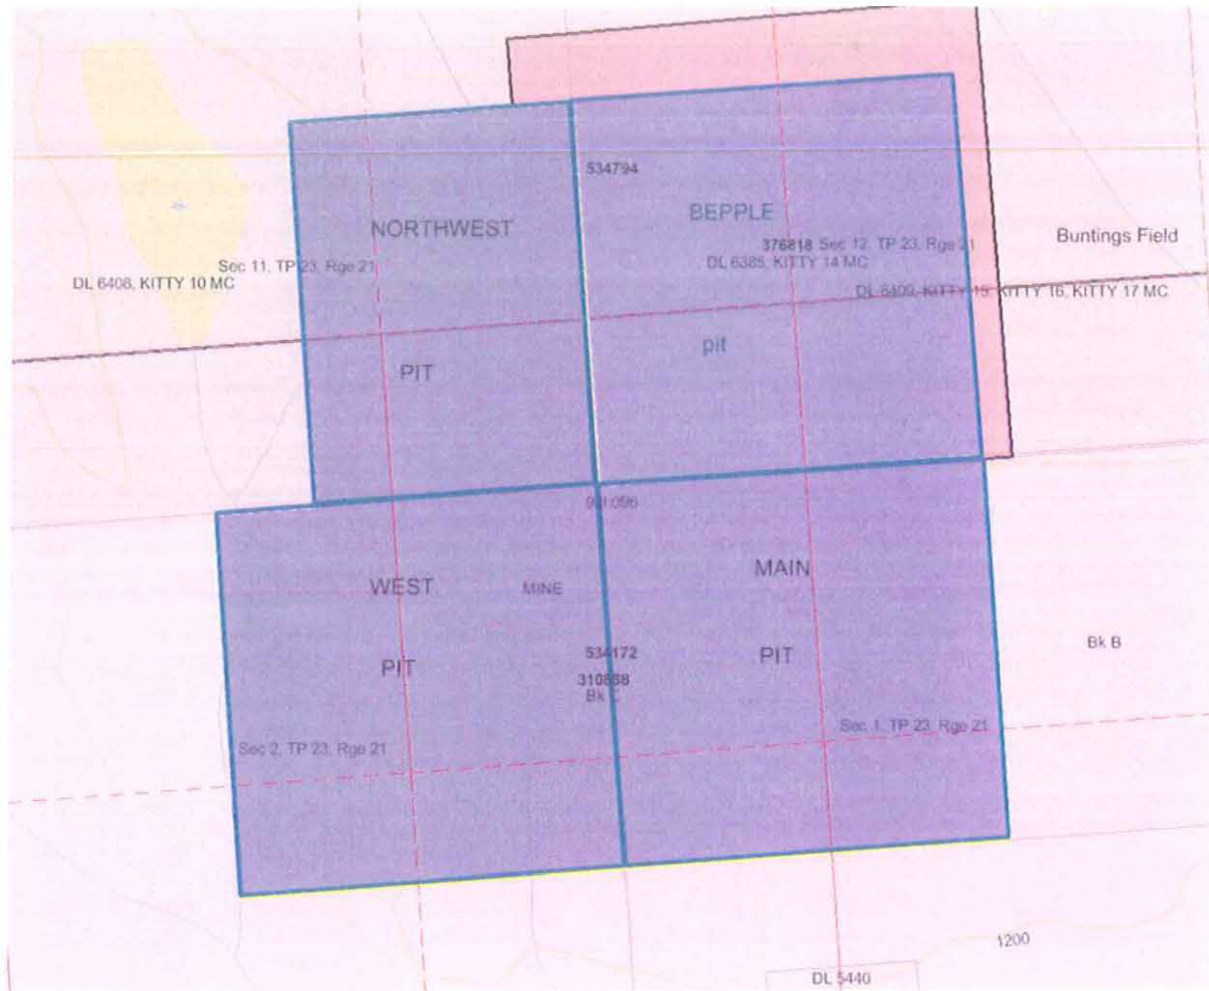 534794
NORTHWEST
BEPPLE
376818 Sec 12, TP 23, Rge 21
Buntings Field
DL 6385, KITTY 14 MC
Sec 11, TP 23, Rge 21
DL 6408, KITTY 10 MC
DL 6409, KITTY 15, KITTY 16, KITTY 17 MC
pit
PIT
MAIN
WEST
MINE
534172
PIT
PIT
310868
Bk C
Bk B
Sec 1, TP 23, Rge 21
Sec 2, TP 23, Rge 21
1200
DL 5440